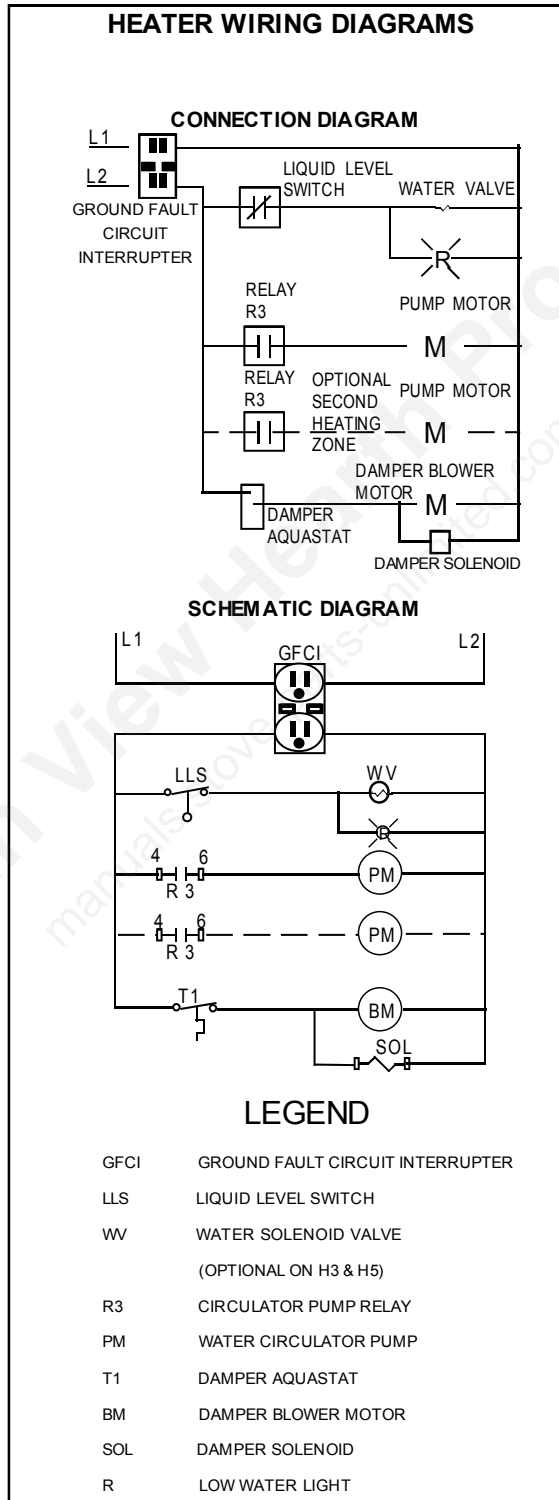 HEATER WIRING DIAGRAMS
CONNECTION DIAGRAM
L1
L2
GROUND FAULT
CIRCUIT
INTERRUPTER
LIQUID LEVEL
SWITCH
WATER VALVE
R
RELAY
R3
PUMP MOTOR
M
RELAY
R3
OPTIONAL
SECOND
HEATING
ZONE
PUMP MOTOR
M
DAMPER BLOWER
MOTOR
M
DAMPER
AQUASTAT
DAMPER SOLENOID
SCHEMATIC DIAGRAM
L1
GFCI
L2
LLS
WV
R
4 6
R 3
PM
4 6
R 3
PM
T1
BM
SOL
LEGEND
GFCI GROUND FAULT CIRCUIT INTERRUPTER
LLS LIQUID LEVEL SWITCH
WV WATER SOLENOID VALVE
(OPTIONAL ON H3 & H5)
R3 CIRCULATOR PUMP RELAY
PM WATER CIRCULATOR PUMP
T1 DAMPER AQUASTAT
BM DAMPER BLOWER MOTOR
SOL DAMPER SOLENOID
R LOW WATER LIGHT
View Hearth Pro